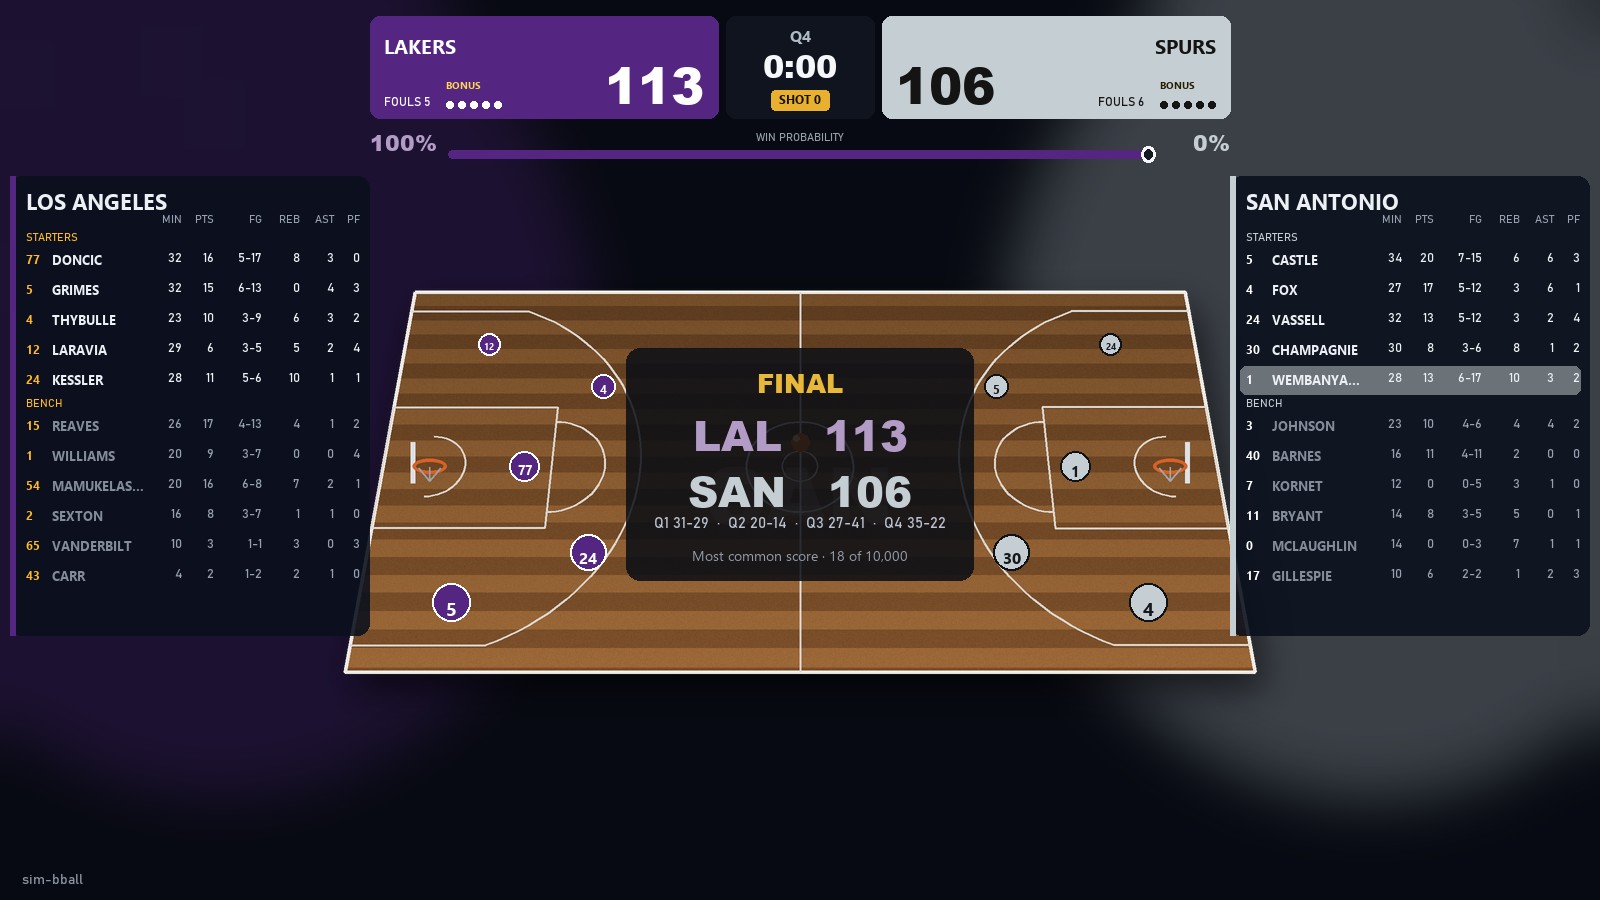 LAKERS
FOULS 5
BONUS
113
Q4
0:00
SHOT 0
SPURS
106
FOULS 6
BONUS
100%
WIN PROBABILITY
0%
LOS ANGELES
MIN PTS FG REB AST PF
STARTERS
77 DONCIC 32 16 5-17 8 3 0
5 GRIMES 32 15 6-13 0 4 3
4 THYBULLE 23 10 3-9 6 3 2
12 LARAVIA 29 6 3-5 5 2 4
24 KESSLER 28 11 5-6 10 1 1
BENCH
15 REAVES 26 17 4-13 4 1 2
1 WILLIAMS 20 9 3-7 0 0 4
54 MAMUKELAS... 20 16 6-8 7 2 1
2 SEXTON 16 8 3-7 1 1 0
65 VANDERBILT 10 3 1-1 3 0 3
43 CARR 4 2 1-2 2 1 0
12
4
77
24
5
FINAL
LAL 113
SAN 106
Q1 31-29 · Q2 20-14 · Q3 27-41 · Q4 35-22
Most common score · 18 of 10,000
24
5
1
30
4
SAN ANTONIO
MIN PTS FG REB AST PF
STARTERS
5 CASTLE 34 20 7-15 6 6 3
4 FOX 27 17 5-12 3 6 1
24 VASSELL 32 13 5-12 3 2 4
30 CHAMPAGNIE 30 8 3-6 8 1 2
1 WEMBANYA... 28 13 6-17 10 3 2
BENCH
3 JOHNSON 23 10 4-6 4 4 2
40 BARNES 16 11 4-11 2 0 0
7 KORNET 12 0 0-5 3 1 0
11 BRYANT 14 8 3-5 5 0 1
0 MCLAUGHLIN 14 0 0-3 7 1 1
17 GILLESPIE 10 6 2-2 1 2 3
sim-bball